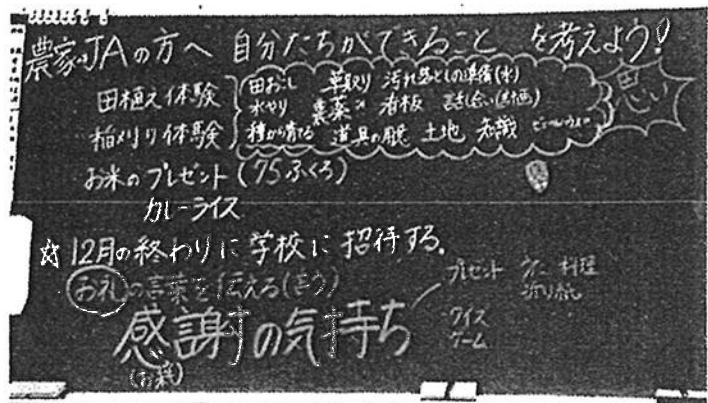 農家・JAの方へ 自分たちができること を考えよう!
田植え体験
稲刈り体験
田おこし 草取り 汚れ落としの準備(水)
水やり 農薬 看板 話し合い(計画)
種から育てる 道具の用意 土地 知識
思い
お米のプレゼント(75ふくろ)
カレーライス
☆12月の終わりに学校に招待する。
お礼の言葉を伝える(言う)
プレゼント 料理
折り紙
クイズ
ゲーム
感謝の気持ち
(お礼)